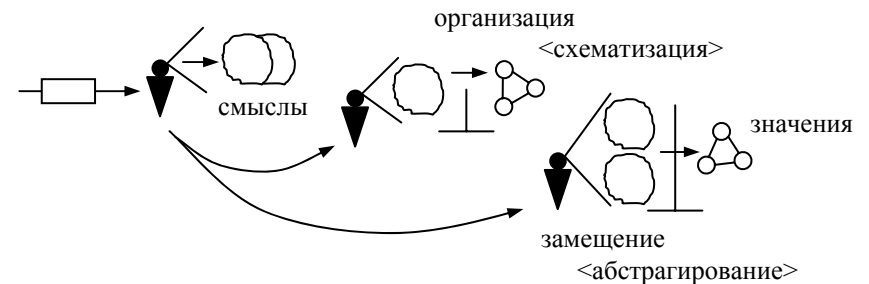 организация
<схематизация>
смыслы
значения
замещение
<абстрагирование>